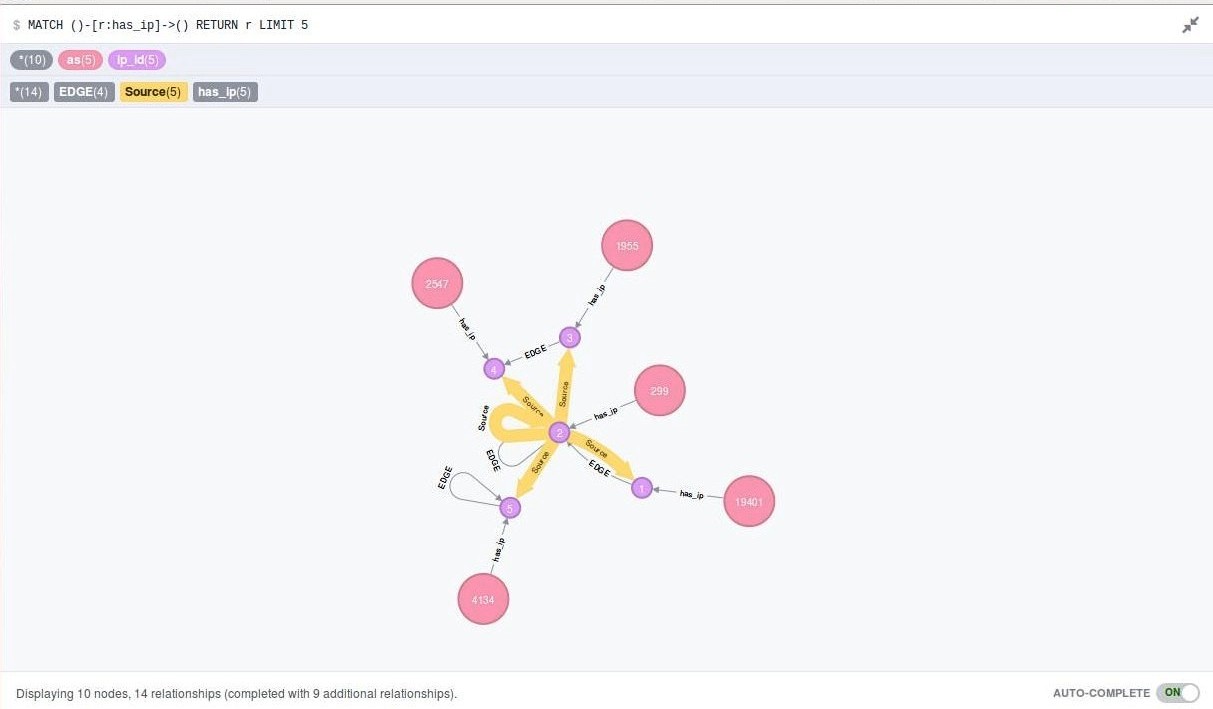 $ MATCH ()-[r:has_ip]->() RETURN r LIMIT 5
*(10) as(5) ip_id(5)
*(14) EDGE(4) Source(5) has_ip(5)
1955
2547
has_ip
has_ip
3
EDGE
4
299
Source
Source
has_ip
Source
2
Source
EDGE
Source
EDGE
EDGE
1
has_ip
19401
5
has_ip
4134
Displaying 10 nodes, 14 relationships (completed with 9 additional relationships).
AUTO-COMPLETE ON